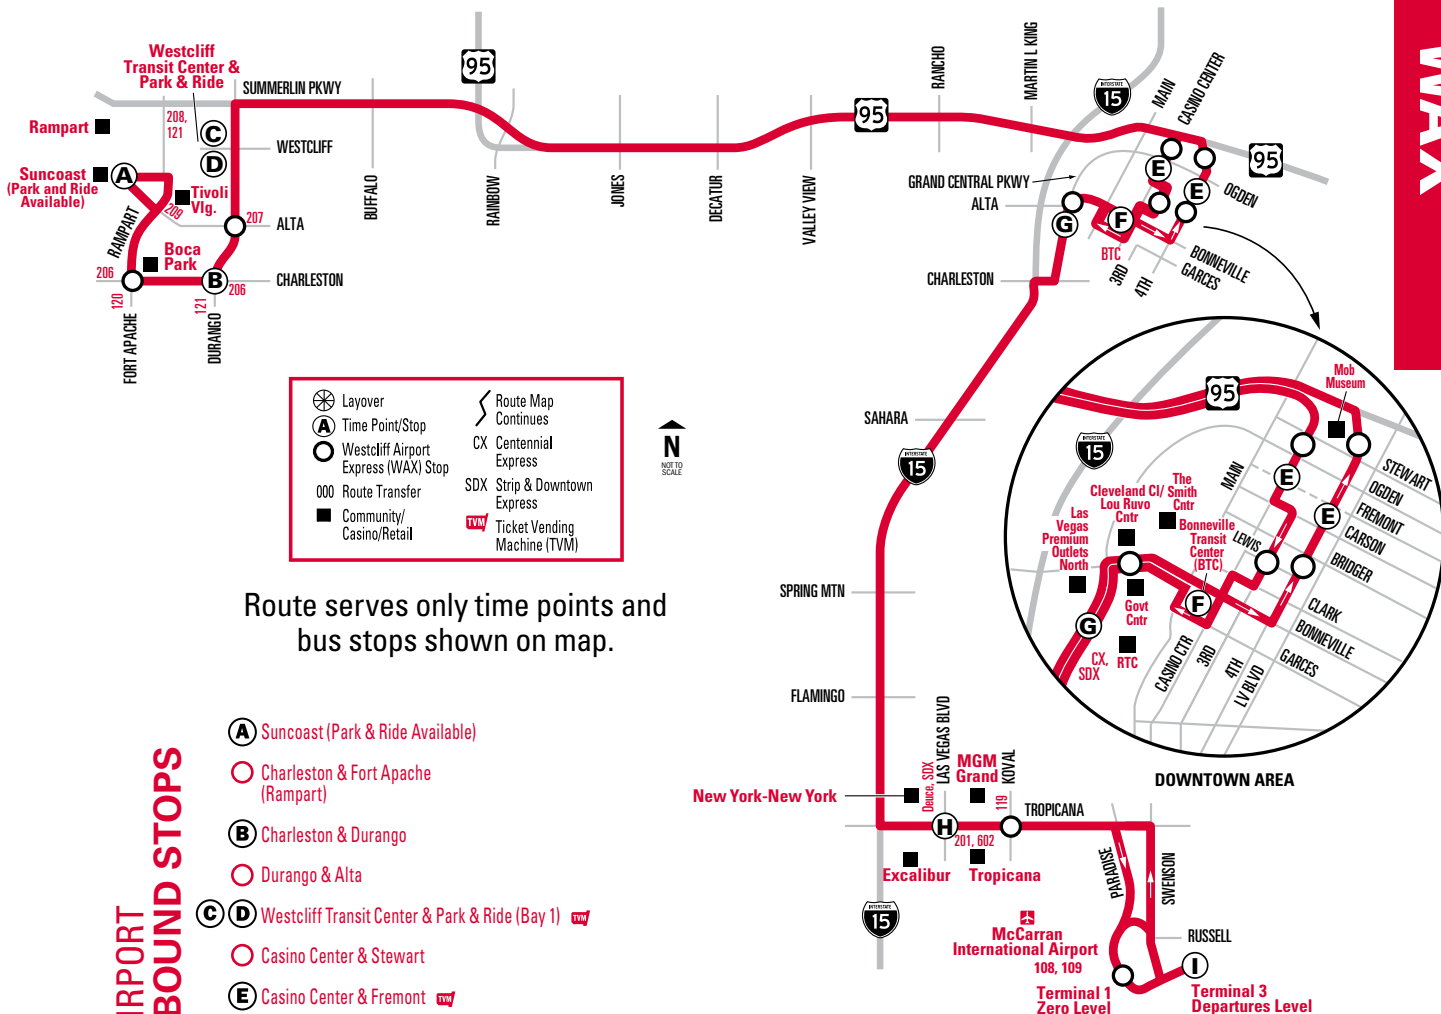 WAX
Westcliff
Transit Center &
Park & Ride
SUMMERLIN PKWY
95
RANCHO
MARTIN L KING
INTERSTATE
15
MAIN
CASINO CENTER
95
95
Rampart
208,
121
C
D
WESTCLIFF
Suncoast
(Park and Ride
Available)
A
Tivoli
Vlg.
209
RAMPART
207
ALTA
Boca
Park
206
B
206
CHARLESTON
120
121
FORT APACHE
DURANGO
BUFFALO
RAINBOW
JONES
DECATUR
VALLEY VIEW
GRAND CENTRAL PKWY
ALTA
E
E
OGDEN
G
F
BTC
3RD
4TH
BONNEVILLE
GARCES
CHARLESTON
Layover
A Time Point/Stop
Westcliff Airport
Express (WAX) Stop
000 Route Transfer
Community/
Casino/Retail
Route Map
Continues
CX Centennial
Express
SDX Strip & Downtown
Express
TVM Ticket Vending
Machine (TVM)
N
NOT TO
SCALE
SAHARA
INTERSTATE
15
SPRING MTN
FLAMINGO
Mob
Museum
95
INTERSTATE
15
MAIN
E
STEWART
OGDEN
FREMONT
CARSON
BRIDGER
E
Cleveland Cl/
Lou Ruvo
Cntr
The
Smith
Cntr
Las
Vegas
Premium
Outlets
North
Bonneville
Transit
Center
(BTC)
LEWIS
F
Govt
Cntr
G
CX,
SDX
RTC
CASINO CTR
3RD
4TH
LV BLVD
CLARK
BONNEVILLE
GARCES
DOWNTOWN AREA
Route serves only time points and
bus stops shown on map.
New York-New York
Deuce, SDX
LAS VEGAS BLVD
MGM
Grand
119
KOVAL
TROPICANA
H
201, 602
Excalibur
Tropicana
INTERSTATE
15
PARADISE
SWENSON
McCarran
International Airport
108, 109
RUSSELL
I
Terminal 1
Zero Level
Terminal 3
Departures Level
IRPORT
BOUND STOPS
A Suncoast (Park & Ride Available)
Charleston & Fort Apache
(Rampart)
B Charleston & Durango
Durango & Alta
C D Westcliff Transit Center & Park & Ride (Bay 1) TVM
Casino Center & Stewart
E Casino Center & Fremont TVM